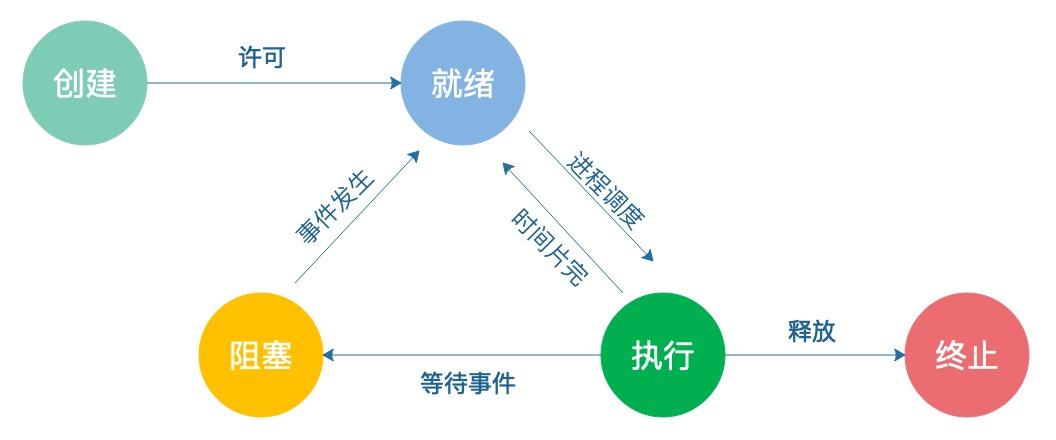 许可
创建
就绪
进程调度
事件发生
时间片完
释放
阻塞
执行
终止
等待事件